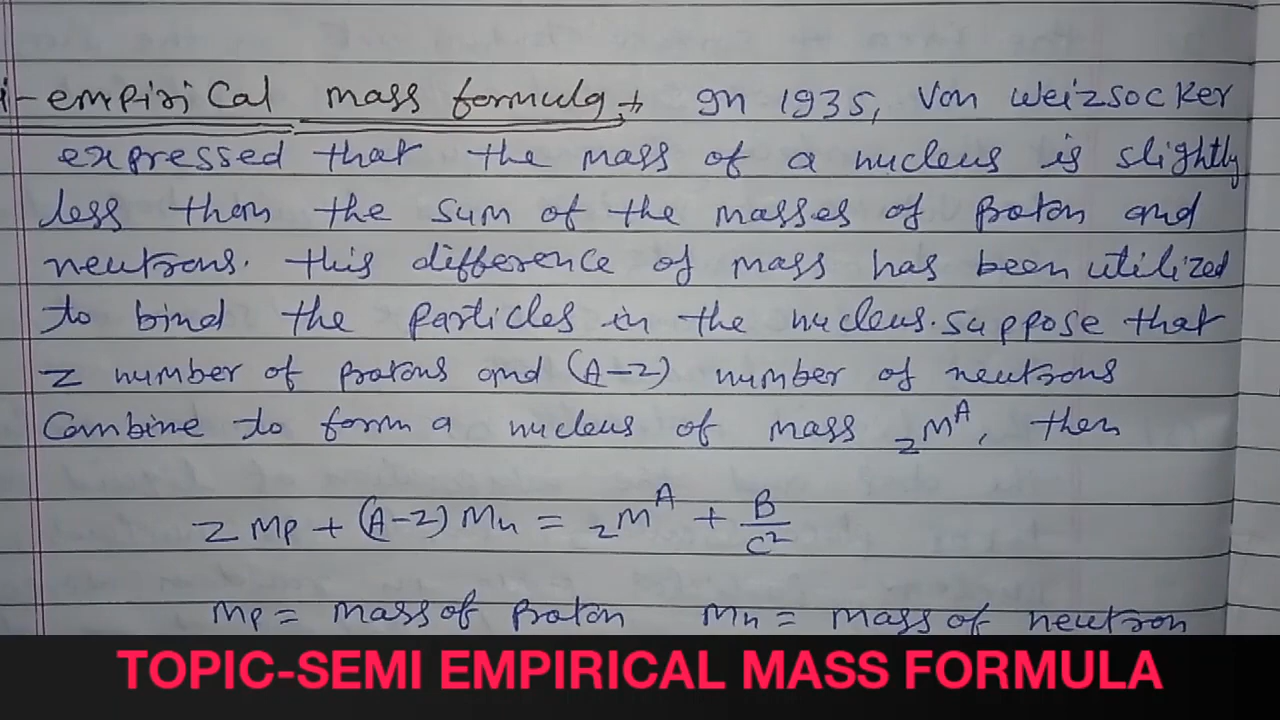 i-empirical mass formula → In 1935, Von Weizsocker
expressed that the mass of a nucleus is slightly
less than the sum of the masses of proton and
neutrons. this difference of mass has been utilized
to bind the particles in the nucleus. suppose that
Z number of protons and (A-Z) number of neutrons
Combine to form a nucleus of mass zMᴬ, then
Z Mp + (A-Z) Mn = zMᴬ + B/c²
Mp = mass of proton Mn = mass of neutron
TOPIC-SEMI EMPIRICAL MASS FORMULA